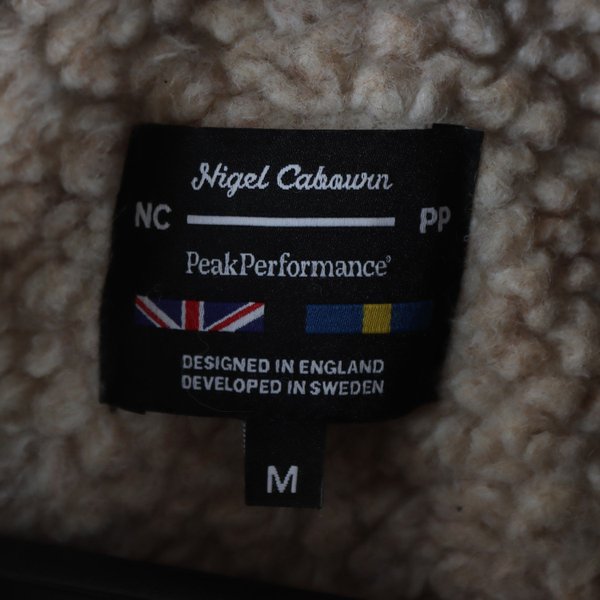 Nigel Cabourn
NC PP
PeakPerformance®
DESIGNED IN ENGLAND
DEVELOPED IN SWEDEN
M